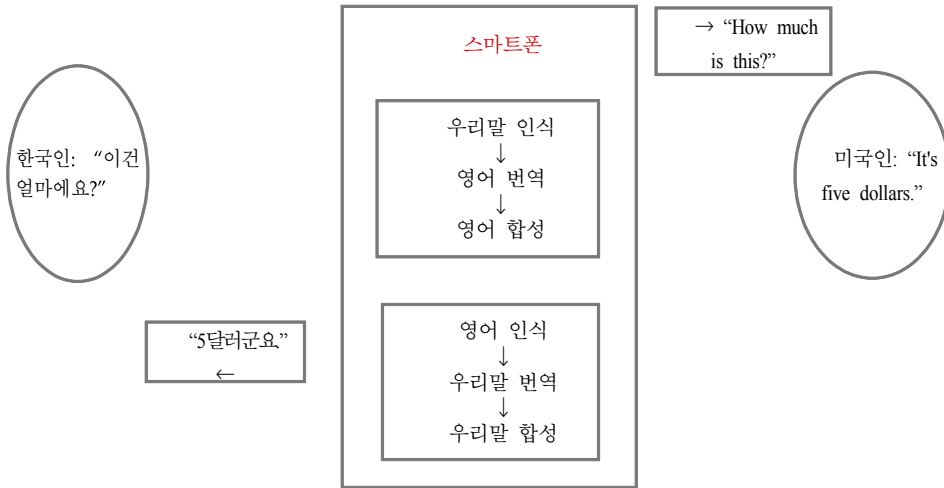 스마트폰
→ “How much
is this?”
한국인: “이건
얼마에요?”
우리말 인식
↓
영어 번역
↓
영어 합성
미국인: “It's
five dollars.”
“5달러군요.”
←
영어 인식
↓
우리말 번역
↓
우리말 합성